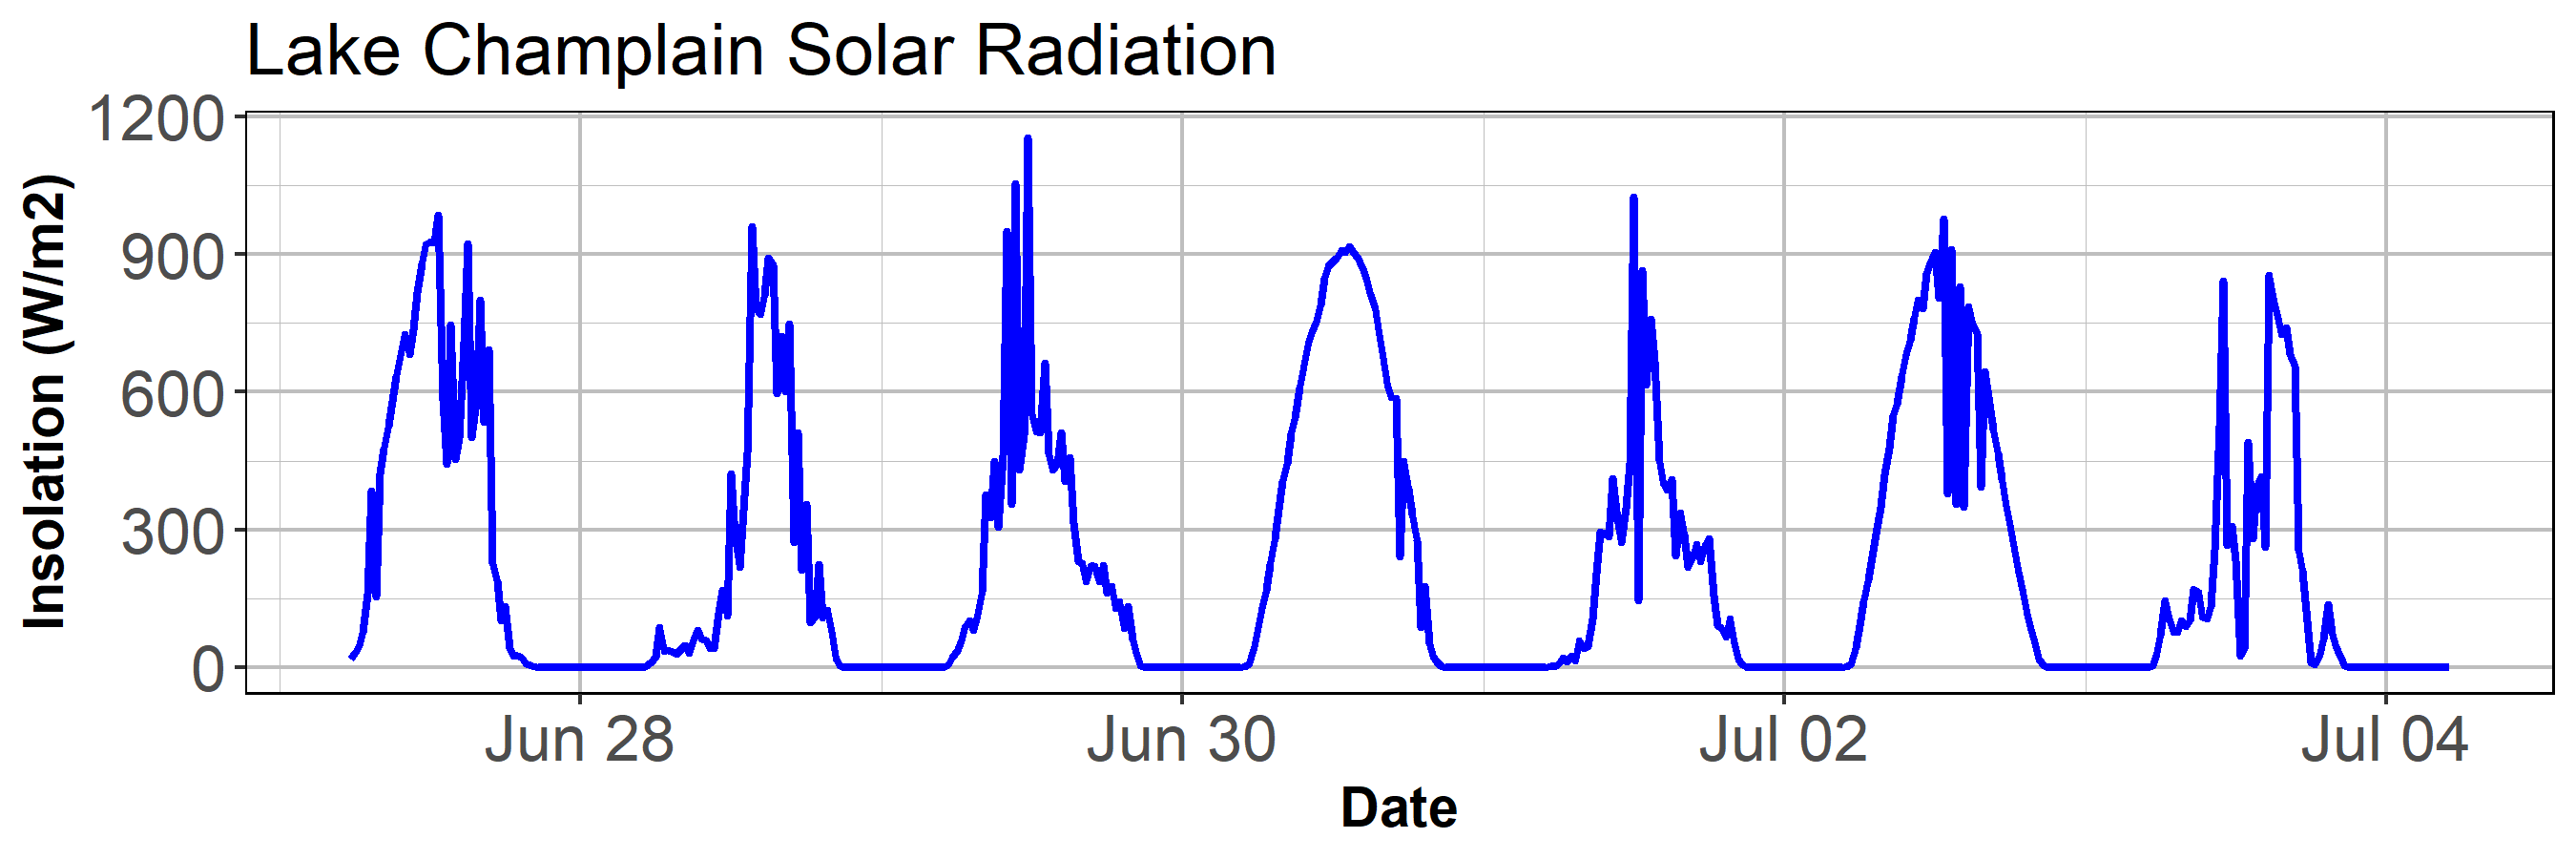 Lake Champlain Solar Radiation
1200
900
600
300
0
Insolation (W/m2)
Jun 28 Jun 30 Jul 02 Jul 04
Date